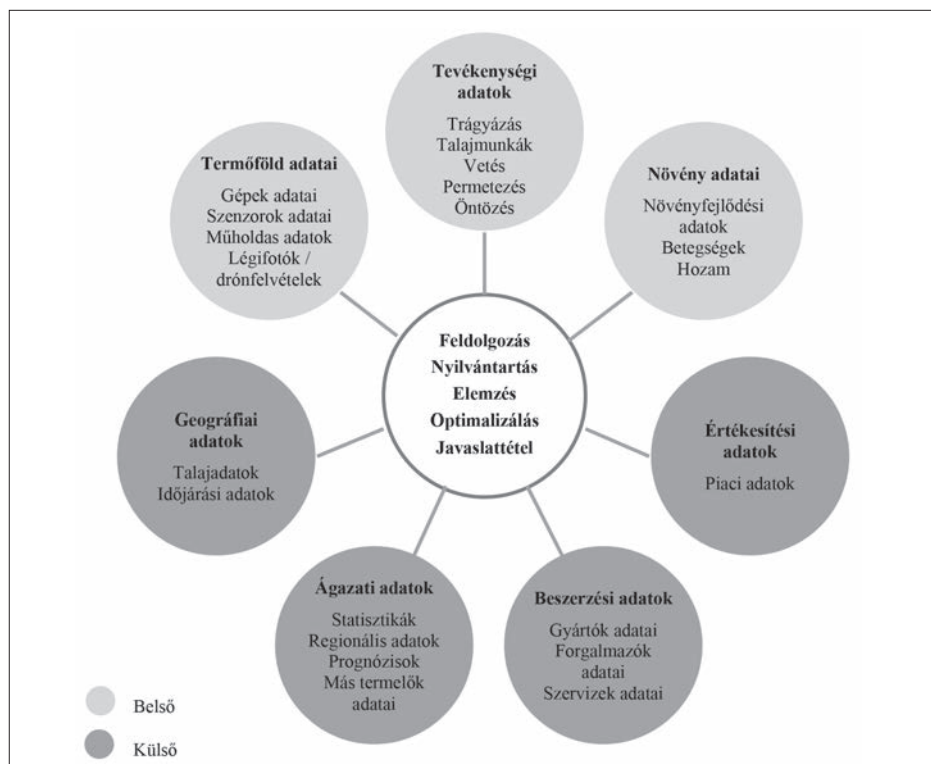 Tevékenységi
adatok
Trágyázás
Talajmunkák
Vetés
Permetezés
Öntözés
Termőföld adatai
Gépek adatai
Szenzorok adatai
Műholdas adatok
Légifotók /
drónfelvételek
Növény adatai
Növényfejlődési
adatok
Betegségek
Hozam
Feldolgozás
Nyilvántartás
Elemzés
Optimalizálás
Javaslattétel
Geográfiai
adatok
Talajadatok
Időjárási adatok
Értékesítési
adatok
Piaci adatok
Ágazati adatok
Statisztikák
Regionális adatok
Prognózisok
Más termelők
adatai
Beszerzési adatok
Gyártók adatai
Forgalmazók
adatai
Szervizek adatai
Belső
Külső